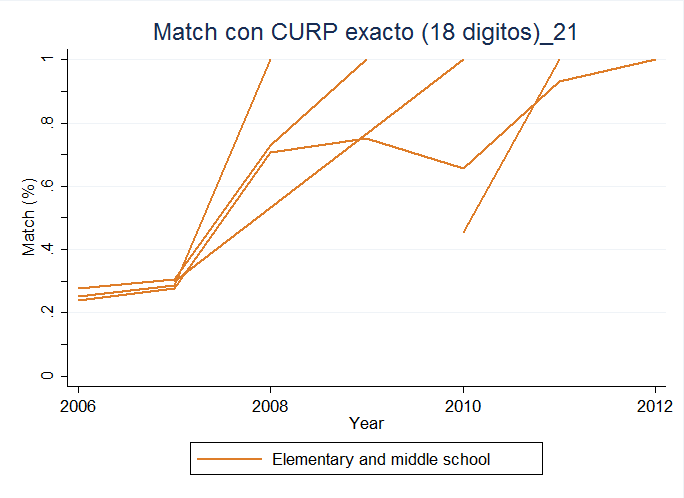 Match con CURP exacto (18 digitos)_21
Match (%)
1
.8
.6
.4
.2
0
2006 2008 2010 2012
Year
Elementary and middle school